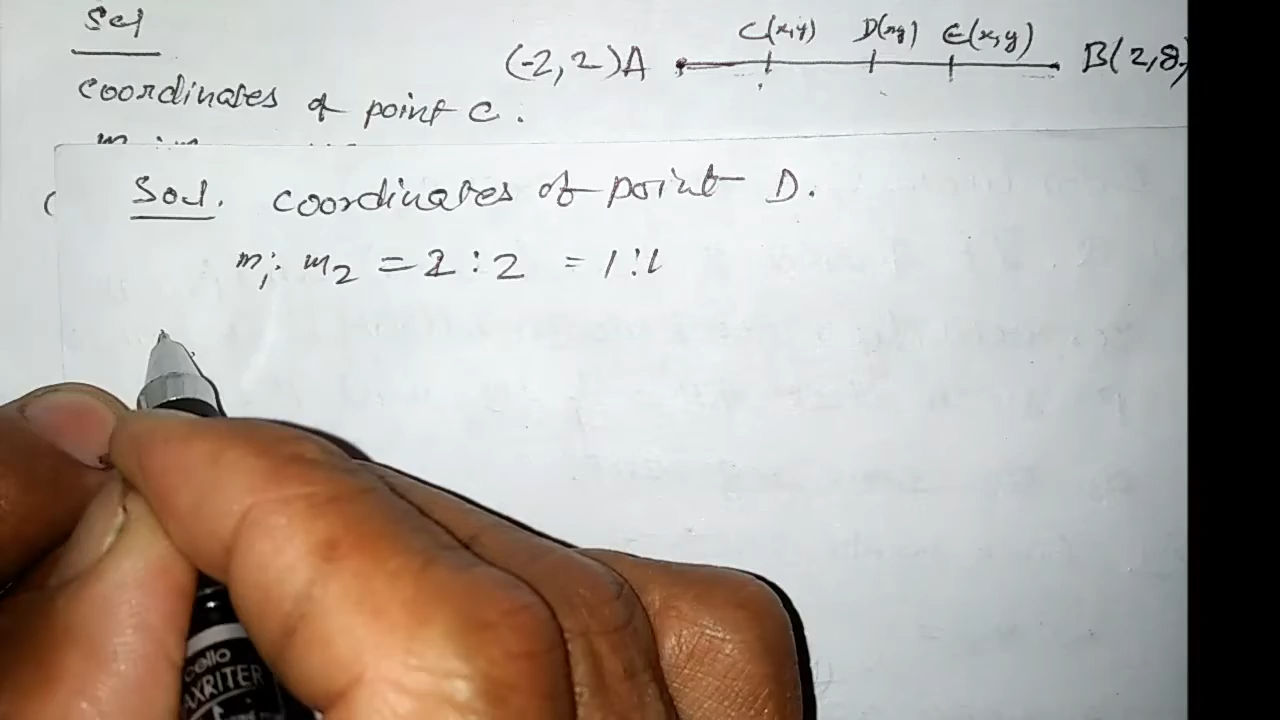 Sol
(-2, 2)A C(x,y) D(x,y) E(x,y) B(2,8)
coordinates of point C.
Sol. coordinates of point D.
m₁ : m₂ = 2 : 2 = 1 : 1
cello
AXRITER